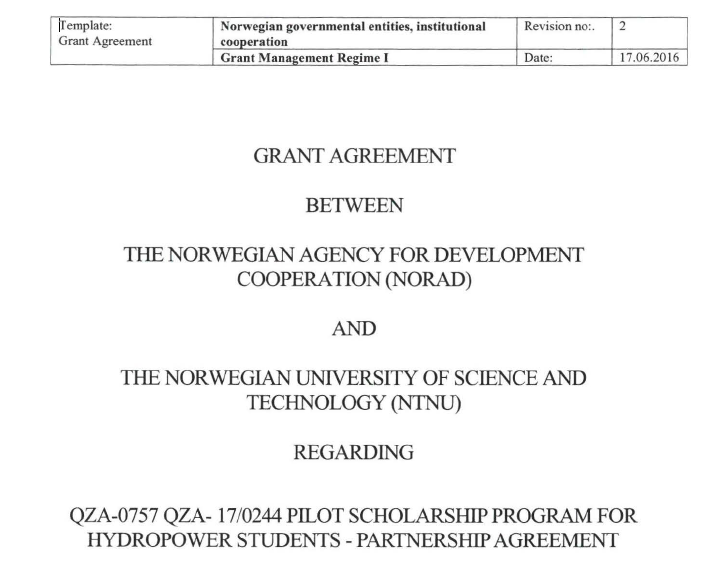 Template:
Grant Agreement
Norwegian governmental entities, institutional
cooperation
Grant Management Regime I
Revision no:.
2
Date:
17.06.2016
GRANT AGREEMENT
BETWEEN
THE NORWEGIAN AGENCY FOR DEVELOPMENT
COOPERATION (NORAD)
AND
THE NORWEGIAN UNIVERSITY OF SCIENCE AND
TECHNOLOGY (NTNU)
REGARDING
QZA-0757 QZA- 17/0244 PILOT SCHOLARSHIP PROGRAM FOR
HYDROPOWER STUDENTS - PARTNERSHIP AGREEMENT